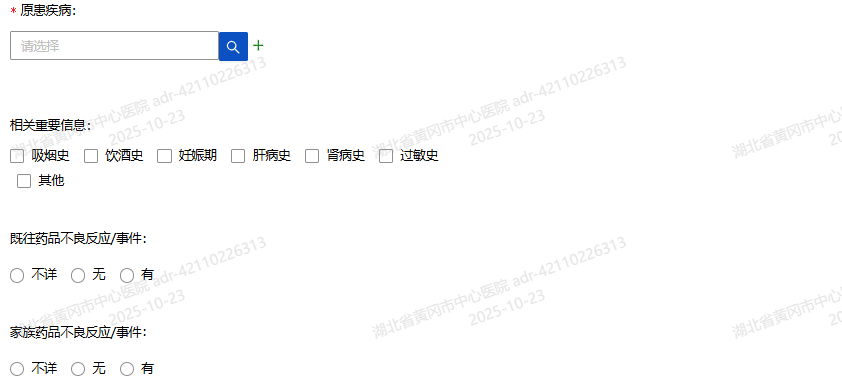 * 原患疾病:
请选择
+
湖北省黄冈市中心医院 adr-42110226313
2025-10-23
湖北省黄冈市中心医院 adr-42110226313
2025-10-23
湖北省黄冈市中心
20
相关重要信息:
吸烟史 饮酒史 妊娠期 肝病史 肾病史 过敏史
其他
既往药品不良反应/事件:
不详 无 有
湖北省黄冈市中心医院 adr-42110226313
2025-10-23
湖北省黄冈市中心医院 adr-42110226313
2025-10-23
湖北省黄冈市中心
20
家族药品不良反应/事件:
不详 无 有